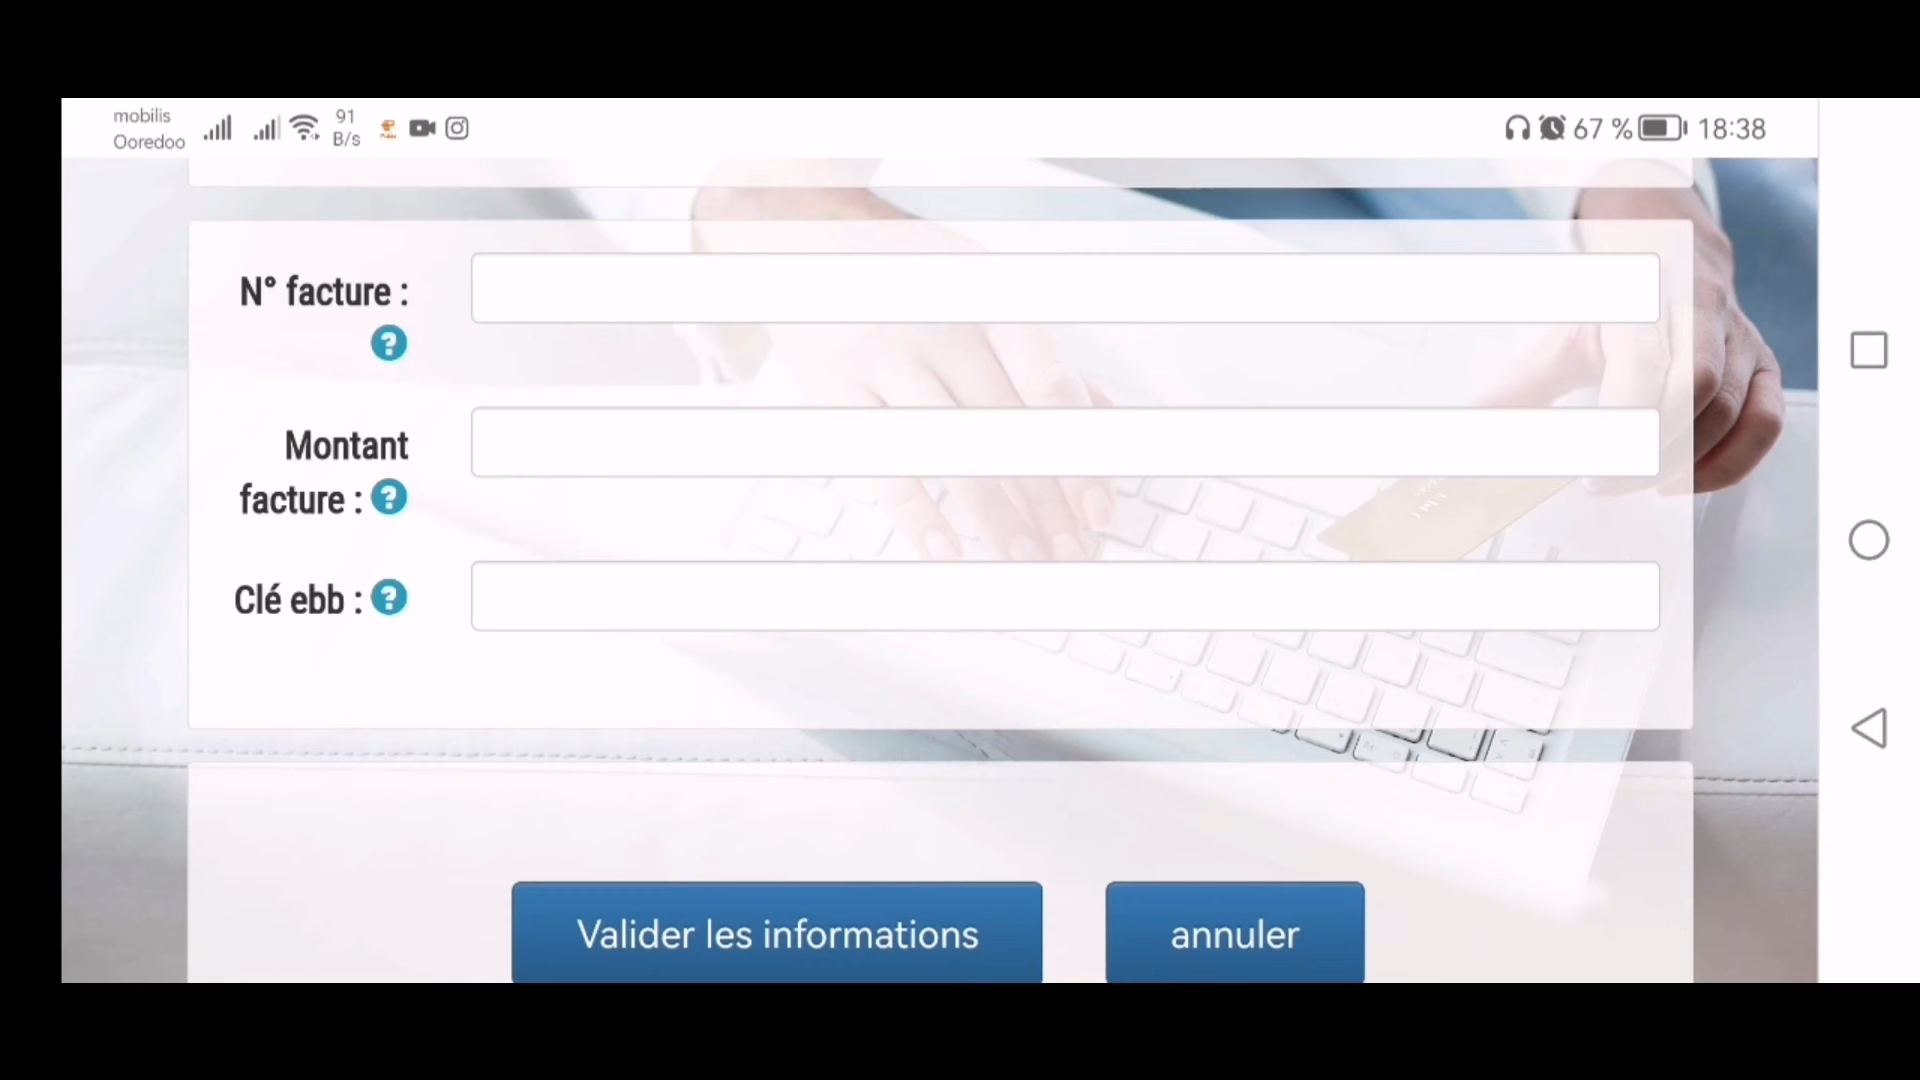 mobilis
Ooredoo
91
B/s
67 %
18:38
N° facture :
?
Montant
facture : ?
Clé ebb : ?
Valider les informations
annuler